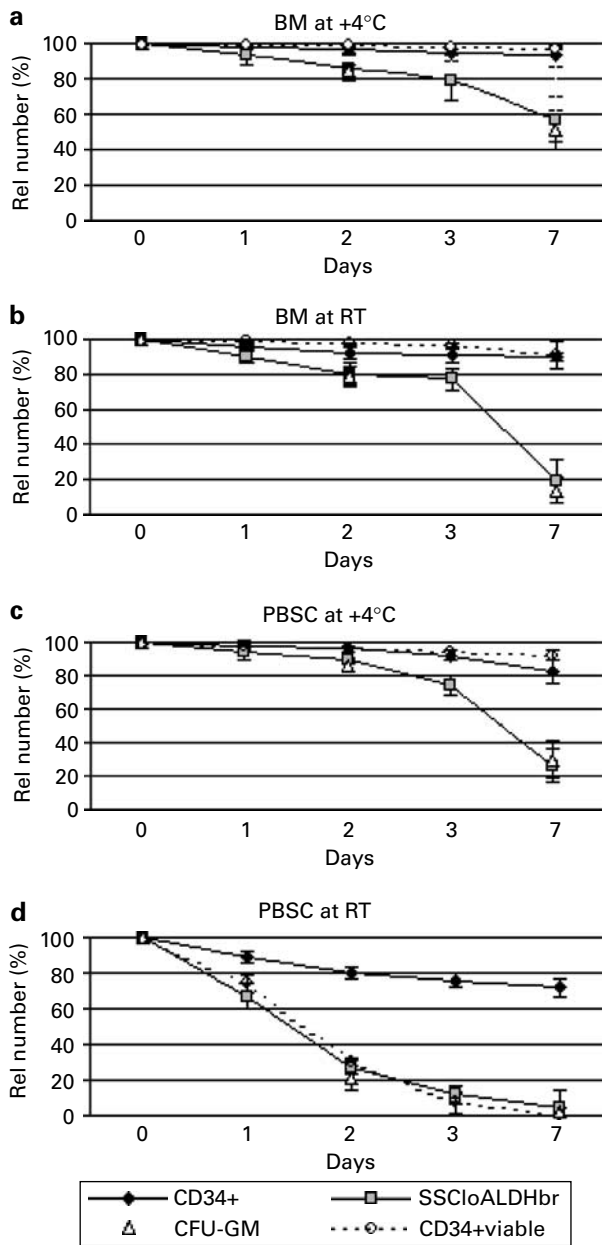 a
BM at +4°C
Rel number (%)
100
80
60
40
20
0
0 1 2 3 7
Days
b
BM at RT
Rel number (%)
100
80
60
40
20
0
0 1 2 3 7
Days
c
PBSC at +4°C
Rel number (%)
100
80
60
40
20
0
0 1 2 3 7
Days
d
PBSC at RT
Rel number (%)
100
80
60
40
20
0
0 1 2 3 7
Days
CD34+ SSCloALDHbr
CFU-GM CD34+viable